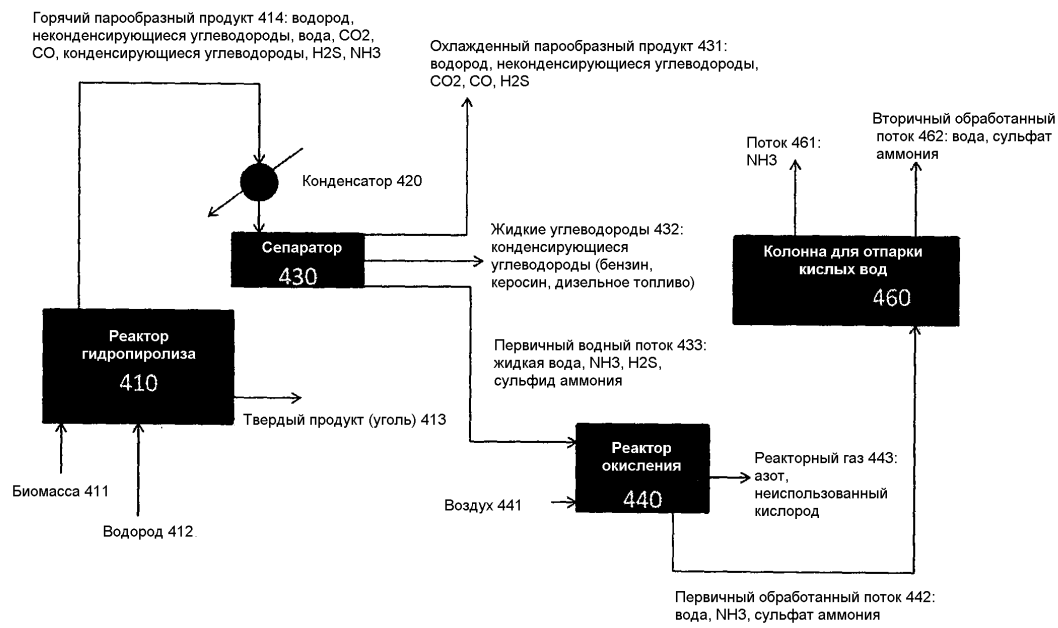 Горячий парообразный продукт 414: водород,
неконденсирующиеся углеводороды, вода, CO2,
CO, конденсирующиеся углеводороды, H2S, NH3
Охлажденный парообразный продукт 431:
водород, неконденсирующиеся углеводороды,
CO2, CO, H2S
Вторичный обработанный
поток 462: вода, сульфат
аммония
Поток 461:
NH3
Конденсатор 420
Сепаратор
430
Жидкие углеводороды 432:
конденсирующиеся
углеводороды (бензин,
керосин, дизельное топливо)
Колонна для отпарки
кислых вод
460
Реактор
гидропиролиза
410
Первичный водный поток 433:
жидкая вода, NH3, H2S,
сульфид аммония
Твердый продукт (уголь) 413
Реактор
окисления
440
Реакторный газ 443:
азот,
неиспользованный
кислород
Биомасса 411
Воздух 441
Водород 412
Первичный обработанный поток 442:
вода, NH3, сульфат аммония